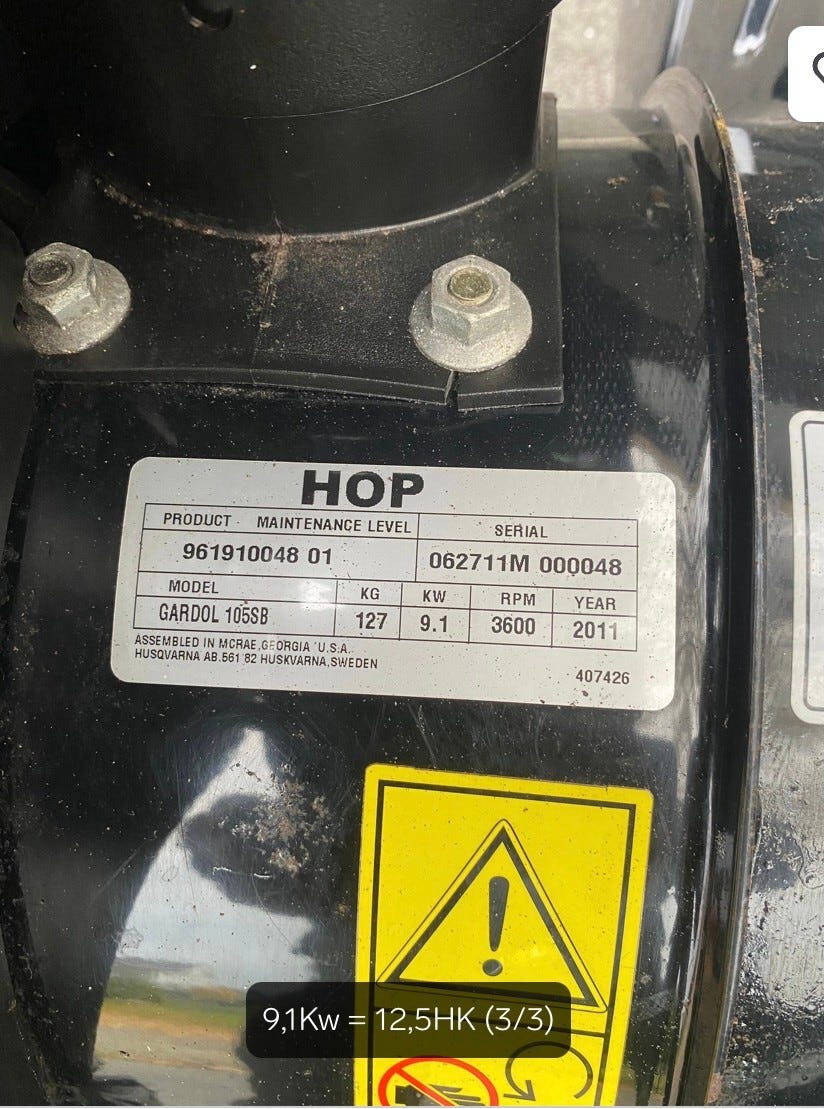 HOP
PRODUCT - MAINTENANCE LEVEL
SERIAL
961910048 01
062711M 000048
MODEL
KG
KW
RPM
YEAR
GARDOL 105SB
127
9.1
3600
2011
ASSEMBLED IN MCRAE,GEORGIA U.S.A.
HUSQVARNA AB.561 82 HUSKVARNA,SWEDEN
407426
9,1Kw = 12,5HK (3/3)